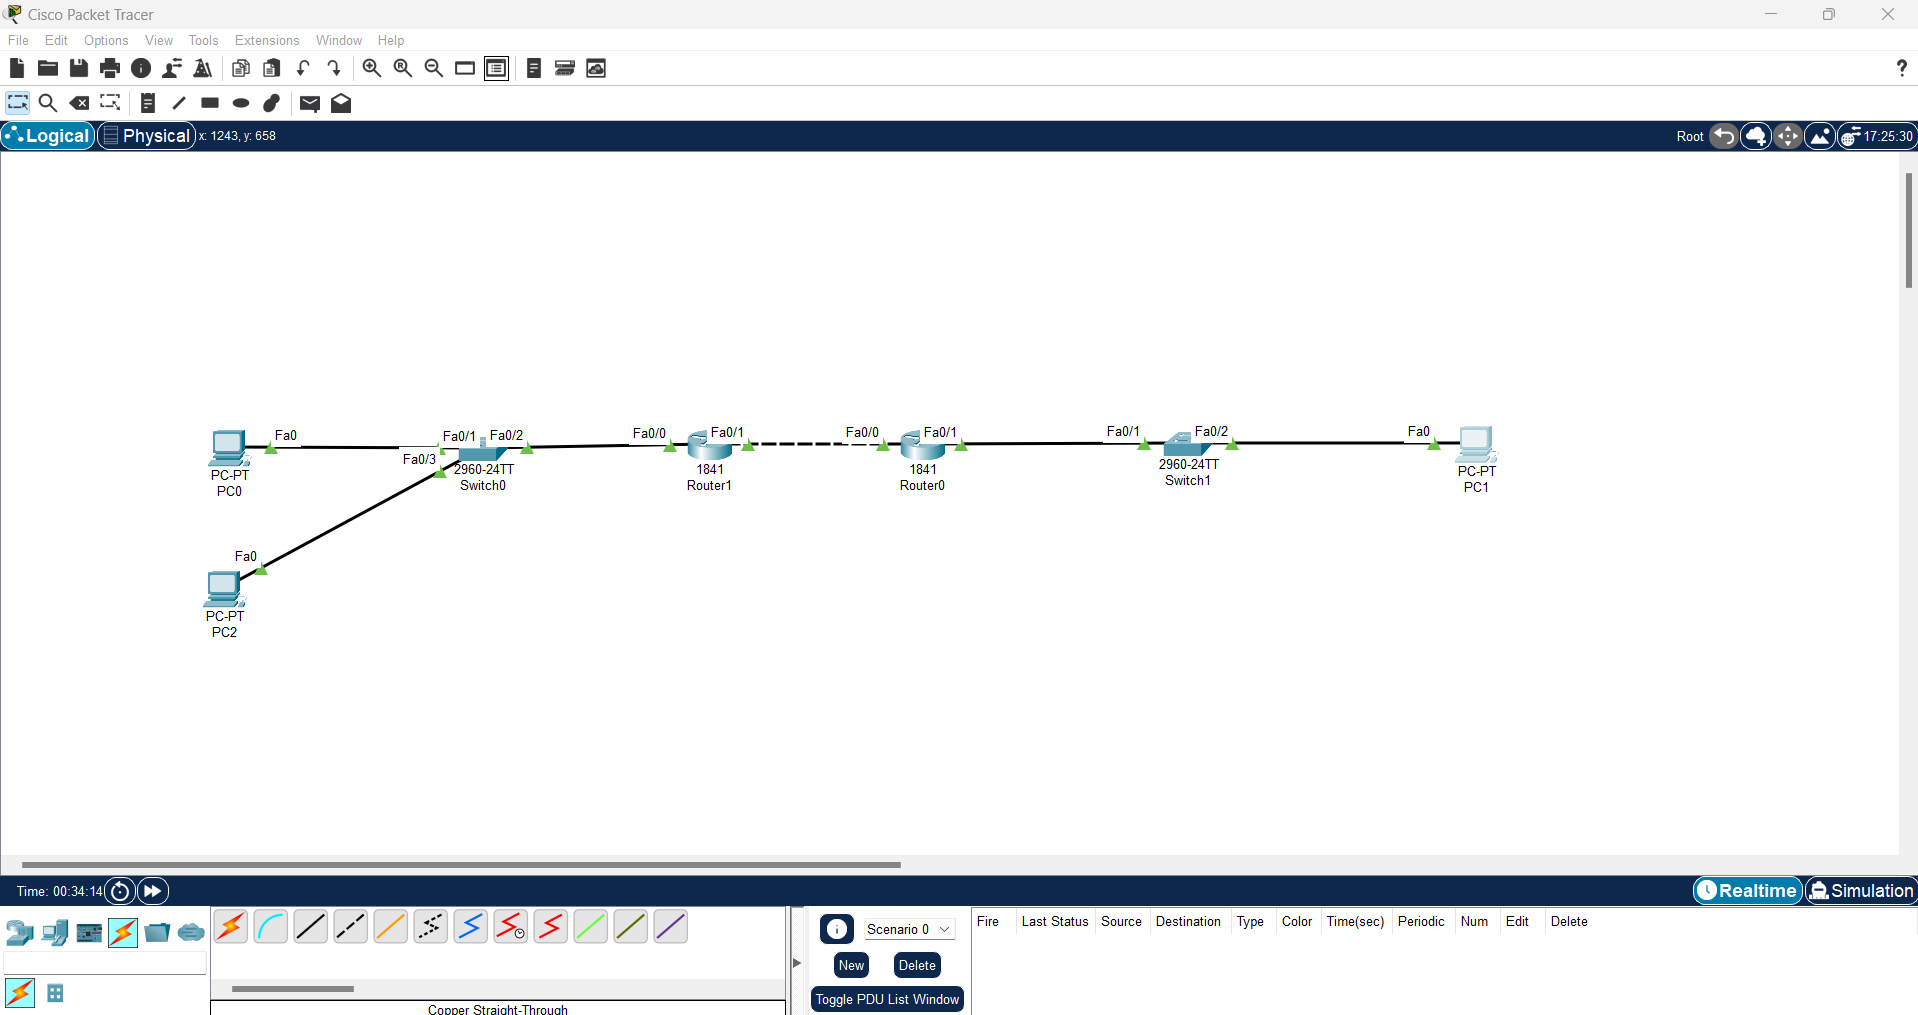 Cisco Packet Tracer
File Edit Options View Tools Extensions Window Help
Logical Physical x: 1243, y: 658 Root 17:25:30
Fa0 Fa0/1 Fa0/2 Fa0/0 Fa0/1 Fa0/0 Fa0/1 Fa0/1 Fa0/2 Fa0
Fa0/3
PC-PT 2960-24TT 1841 1841 2960-24TT PC-PT
PC0 Switch0 Router1 Router0 Switch1 PC1
Fa0
PC-PT
PC2
Time: 00:34:14 Realtime Simulation
Scenario 0 Fire Last Status Source Destination Type Color Time(sec) Periodic Num Edit Delete
New Delete
Toggle PDU List Window
Copper Straight-Through